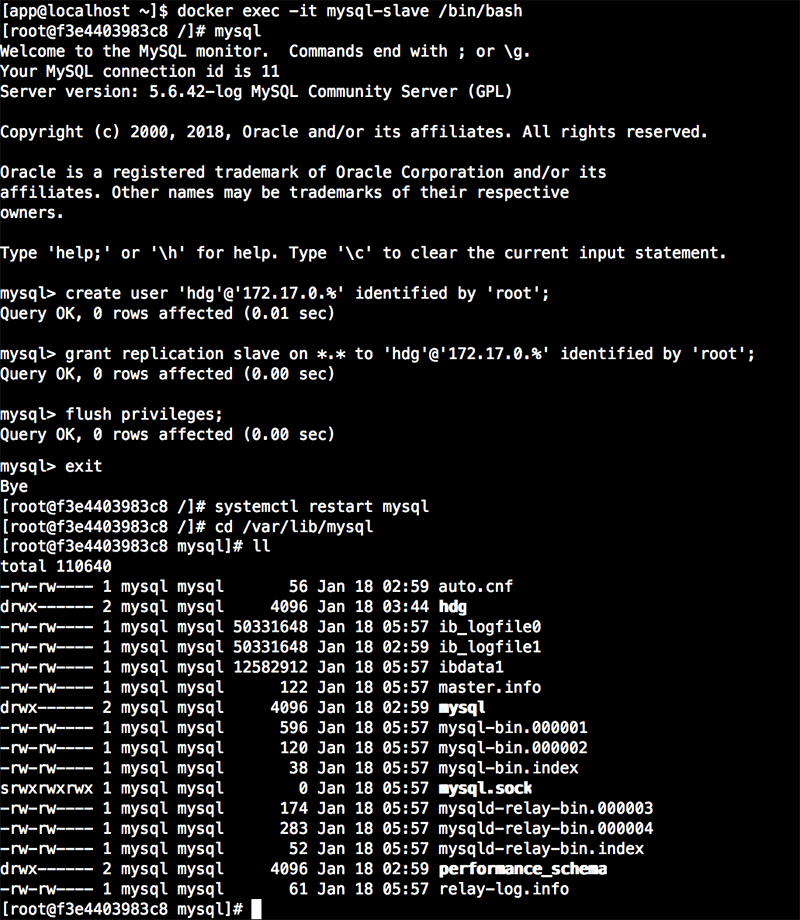 [app@localhost ~]$ docker exec -it mysql-slave /bin/bash
[root@f3e4403983c8 /]# mysql
Welcome to the MySQL monitor.  Commands end with ; or \g.
Your MySQL connection id is 11
Server version: 5.6.42-log MySQL Community Server (GPL)

Copyright (c) 2000, 2018, Oracle and/or its affiliates. All rights reserved.

Oracle is a registered trademark of Oracle Corporation and/or its
affiliates. Other names may be trademarks of their respective
owners.

Type 'help;' or '\h' for help. Type '\c' to clear the current input statement.

mysql> create user 'hdg'@'172.17.0.%' identified by 'root';
Query OK, 0 rows affected (0.01 sec)

mysql> grant replication slave on *.* to 'hdg'@'172.17.0.%' identified by 'root';
Query OK, 0 rows affected (0.00 sec)

mysql> flush privileges;
Query OK, 0 rows affected (0.00 sec)

mysql> exit
Bye
[root@f3e4403983c8 /]# systemctl restart mysql
[root@f3e4403983c8 /]# cd /var/lib/mysql
[root@f3e4403983c8 mysql]# ll
total 110640
-rw-rw---- 1 mysql mysql       56 Jan 18 02:59 auto.cnf
drwx------ 2 mysql mysql     4096 Jan 18 03:44 hdg
-rw-rw---- 1 mysql mysql 50331648 Jan 18 05:57 ib_logfile0
-rw-rw---- 1 mysql mysql 50331648 Jan 18 02:59 ib_logfile1
-rw-rw---- 1 mysql mysql 12582912 Jan 18 05:57 ibdata1
-rw-rw---- 1 mysql mysql      122 Jan 18 05:57 master.info
drwx------ 2 mysql mysql     4096 Jan 18 02:59 mysql
-rw-rw---- 1 mysql mysql      596 Jan 18 05:57 mysql-bin.000001
-rw-rw---- 1 mysql mysql      120 Jan 18 05:57 mysql-bin.000002
-rw-rw---- 1 mysql mysql       38 Jan 18 05:57 mysql-bin.index
srwxrwxrwx 1 mysql mysql        0 Jan 18 05:57 mysql.sock
-rw-rw---- 1 mysql mysql      174 Jan 18 05:57 mysqld-relay-bin.000003
-rw-rw---- 1 mysql mysql      283 Jan 18 05:57 mysqld-relay-bin.000004
-rw-rw---- 1 mysql mysql       52 Jan 18 05:57 mysqld-relay-bin.index
drwx------ 2 mysql mysql     4096 Jan 18 02:59 performance_schema
-rw-rw---- 1 mysql mysql       61 Jan 18 05:57 relay-log.info
[root@f3e4403983c8 mysql]#